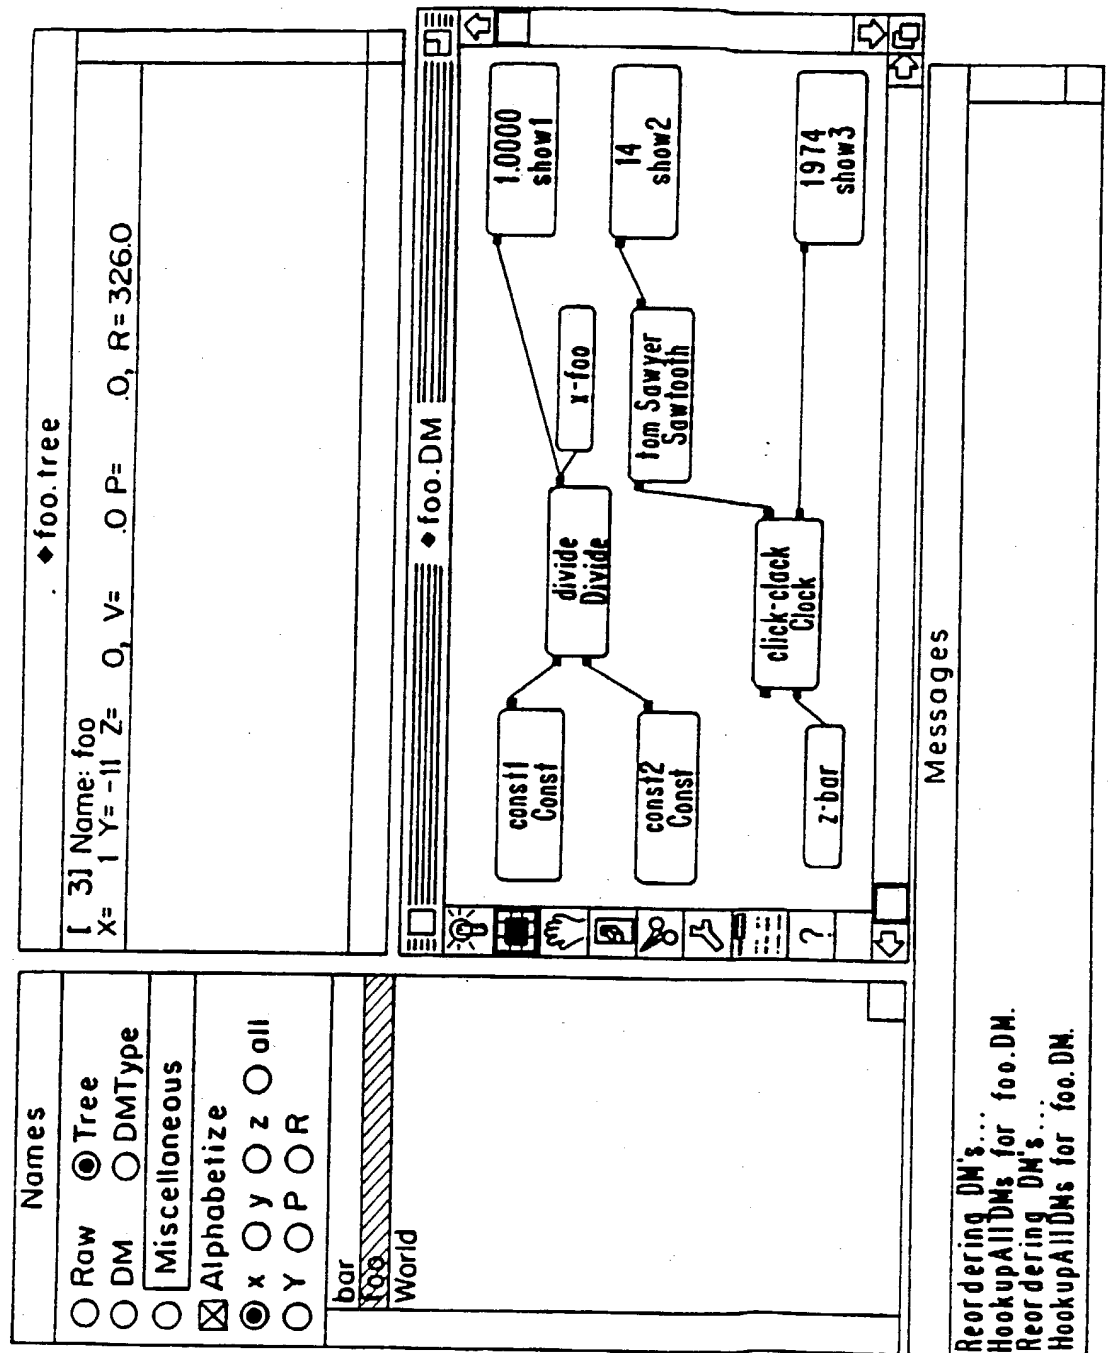 Names
Raw Tree
DM DMType
Miscellaneous
Alphabetize
x y z all
Y P R
bar
foo
World
◆foo.tree
[ 3] Name: foo
X= 1 Y= -11 Z= 0, V= .0 P= .0, R= 326.0
◆foo.DM
?
const1
Const
const2
Const
z-bar
divide
Divide
click-clack
Clock
x-foo
tom Sawyer
Sawtooth
1.0000
show1
14
show2
1974
show3
Messages
Reordering DM's...
HookupAllDMs for foo.DM.
Reordering DM's...
HookupAllDMs for foo.DM.